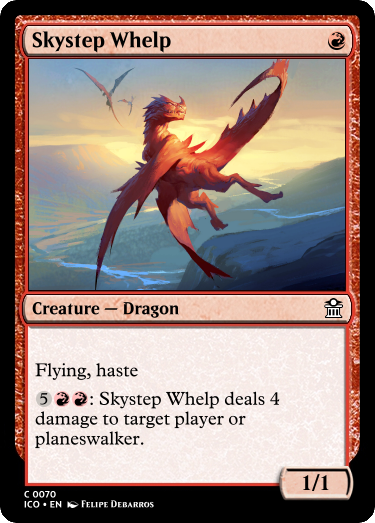 Skystep Whelp
Creature — Dragon
Flying, haste
5: Skystep Whelp deals 4
damage to target player or
planeswalker.
1/1
C 0070
ICO • EN Felipe Debarros